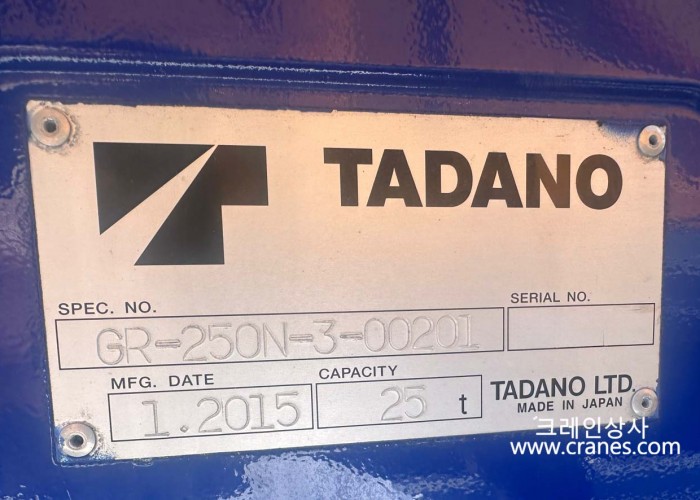 TADANO
SPEC. NO.
SERIAL NO.
GR-250N-3-00201
MFG. DATE
CAPACITY
1.2015
25 t
TADANO LTD.
MADE IN JAPAN
크레인상사
www.cranes.com